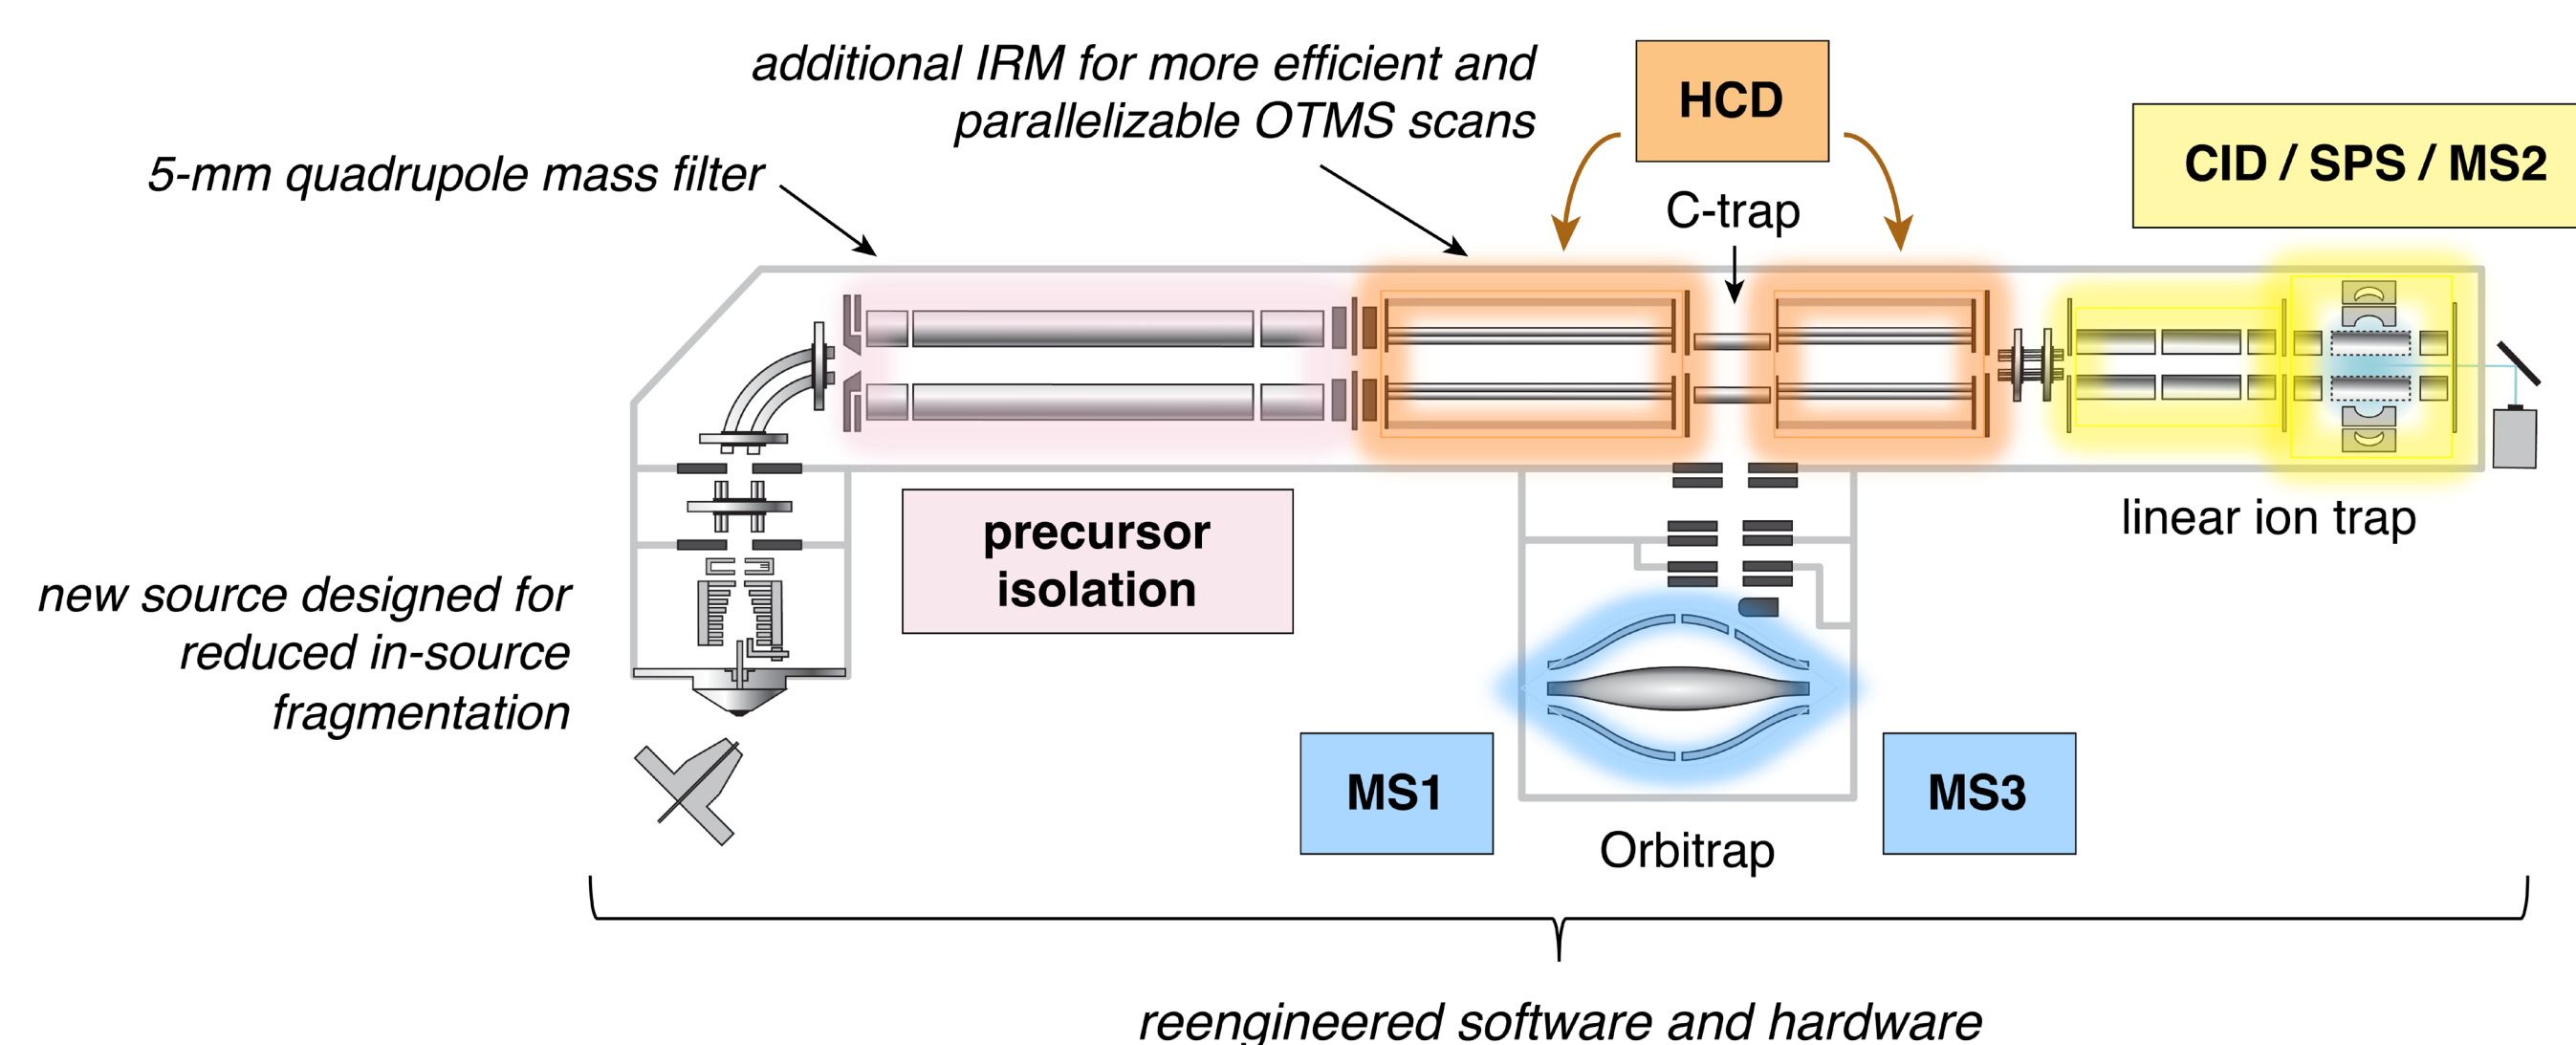 additional IRM for more efficient and
parallelizable OTMS scans
HCD
5-mm quadrupole mass filter
C-trap
CID / SPS / MS2
precursor
isolation
linear ion trap
new source designed for
reduced in-source
fragmentation
MS1
MS3
Orbitrap
reengineered software and hardware